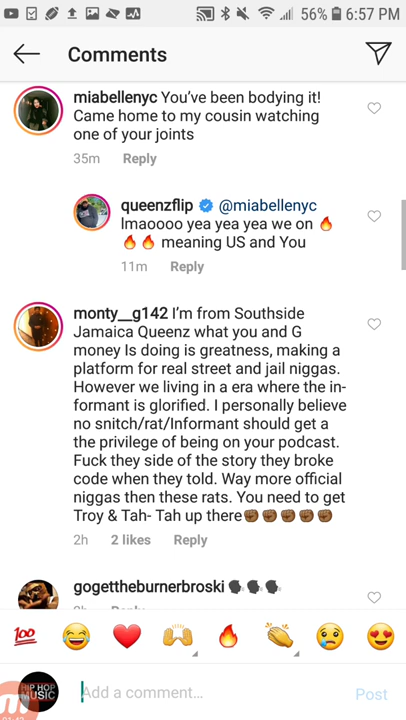 56% 6:57 PM
Comments
miabellenyc You've been bodying it!
Came home to my cousin watching
one of your joints
35m Reply
queenzflip @miabellenyc
lmaoooo yea yea yea we on 🔥
🔥🔥 meaning US and You
11m Reply
monty__g142 I'm from Southside
Jamaica Queenz what you and G
money Is doing is greatness, making a
platform for real street and jail niggas.
However we living in a era where the in-
formant is glorified. I personally believe
no snitch/rat/Informant should get a
the privilege of being on your podcast.
Fuck they side of the story they broke
code when they told. Way more official
niggas then these rats. You need to get
Troy & Tah- Tah up there✊🏾✊🏾✊🏾✊🏾✊🏾
2h 2 likes Reply
gogettheburnerbroski🗣🗣🗣
💯 😂 ❤️ 🙌 🔥 👏 😢 😍
HIP HOP
MUSIC
Add a comment... Post